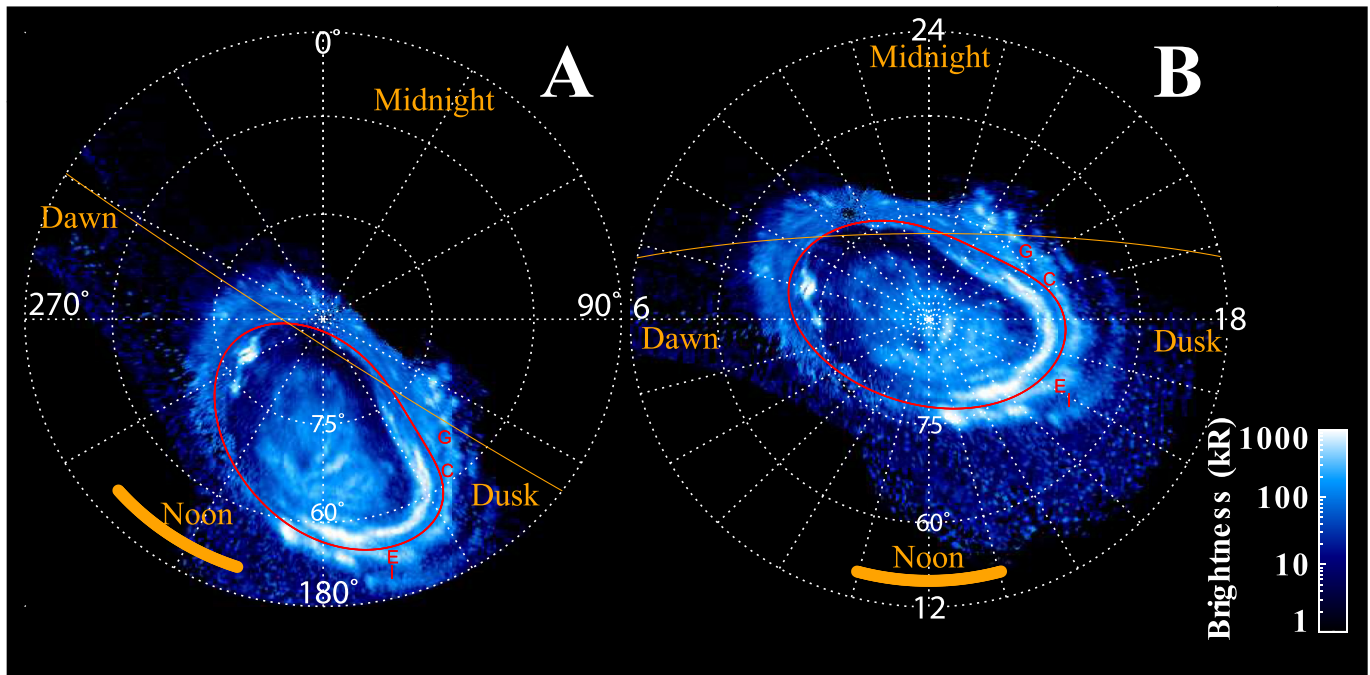 A
0°
Midnight
Dawn
270°
90°
75°
G
C
60°
Dusk
Noon
E
I
180°
B
24
Midnight
G
C
6
18
Dawn
Dusk
E
I
75°
60°
Noon
12
Brightness (kR)
1000
100
10
1